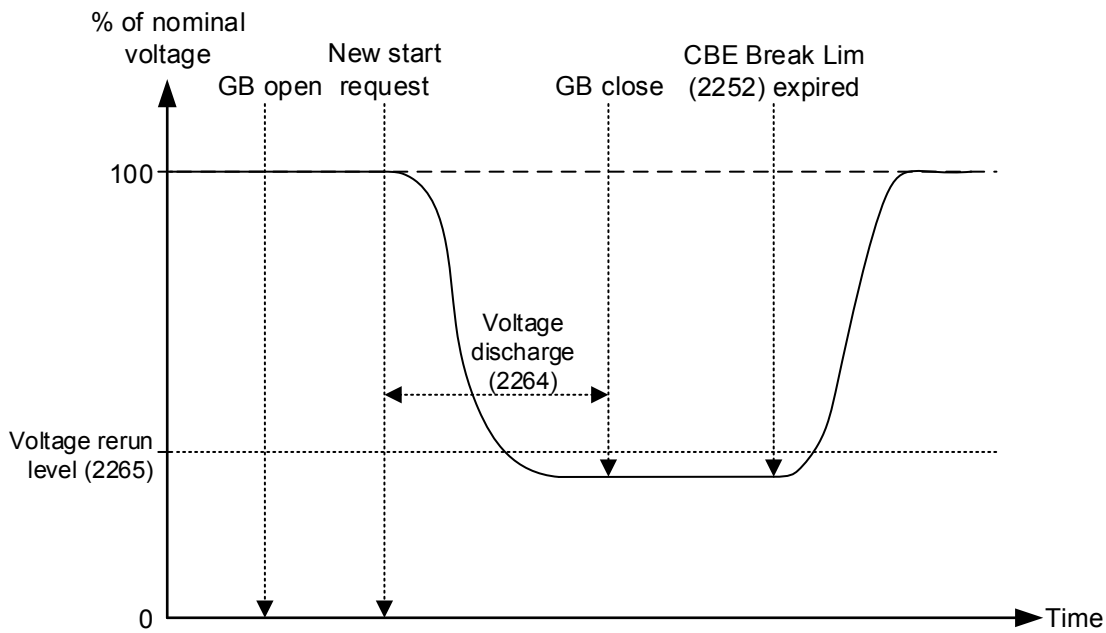 % of nominal
voltage
GB open
New start
request
GB close
CBE Break Lim
(2252) expired
100
Voltage
discharge
(2264)
Voltage rerun
level (2265)
0
Time